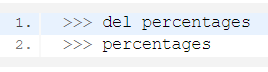 1. >>> del percentages
2. >>> percentages